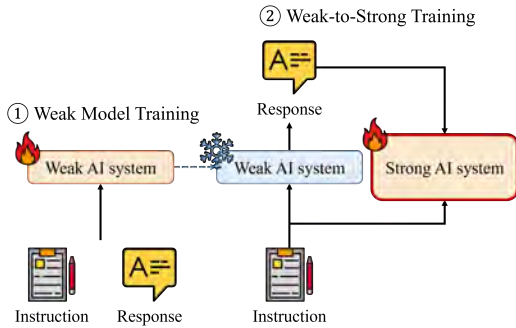 ② Weak-to-Strong Training
A
Response
① Weak Model Training
Weak AI system
Weak AI system
Strong AI system
A
Instruction
Response
Instruction